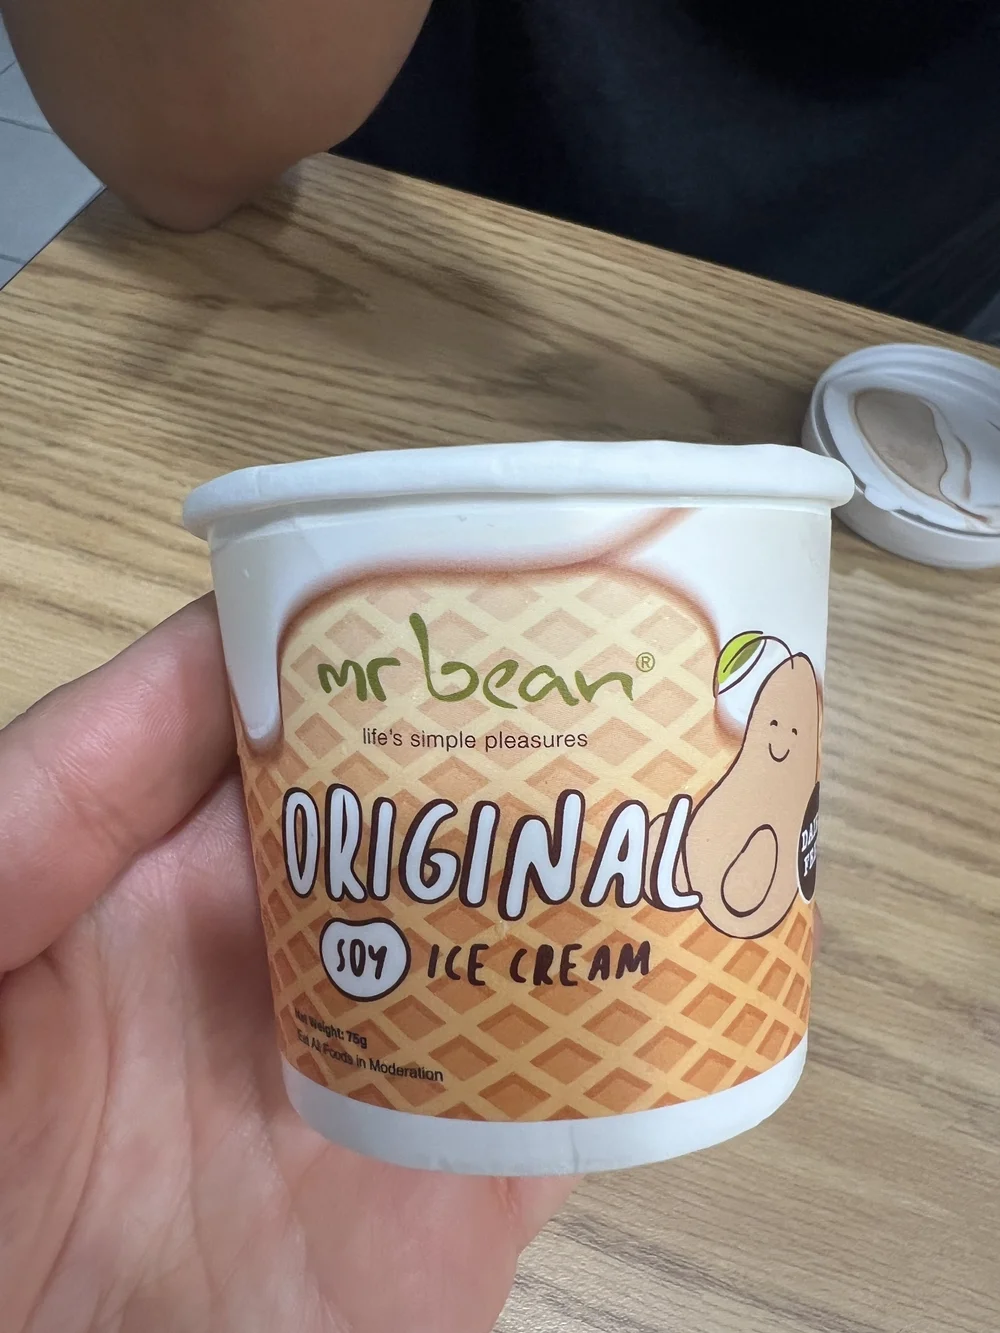 mr bean®
life's simple pleasures
ORIGINAL
SOY ICE CREAM
Net Weight: 75g
Eat All Foods in Moderation